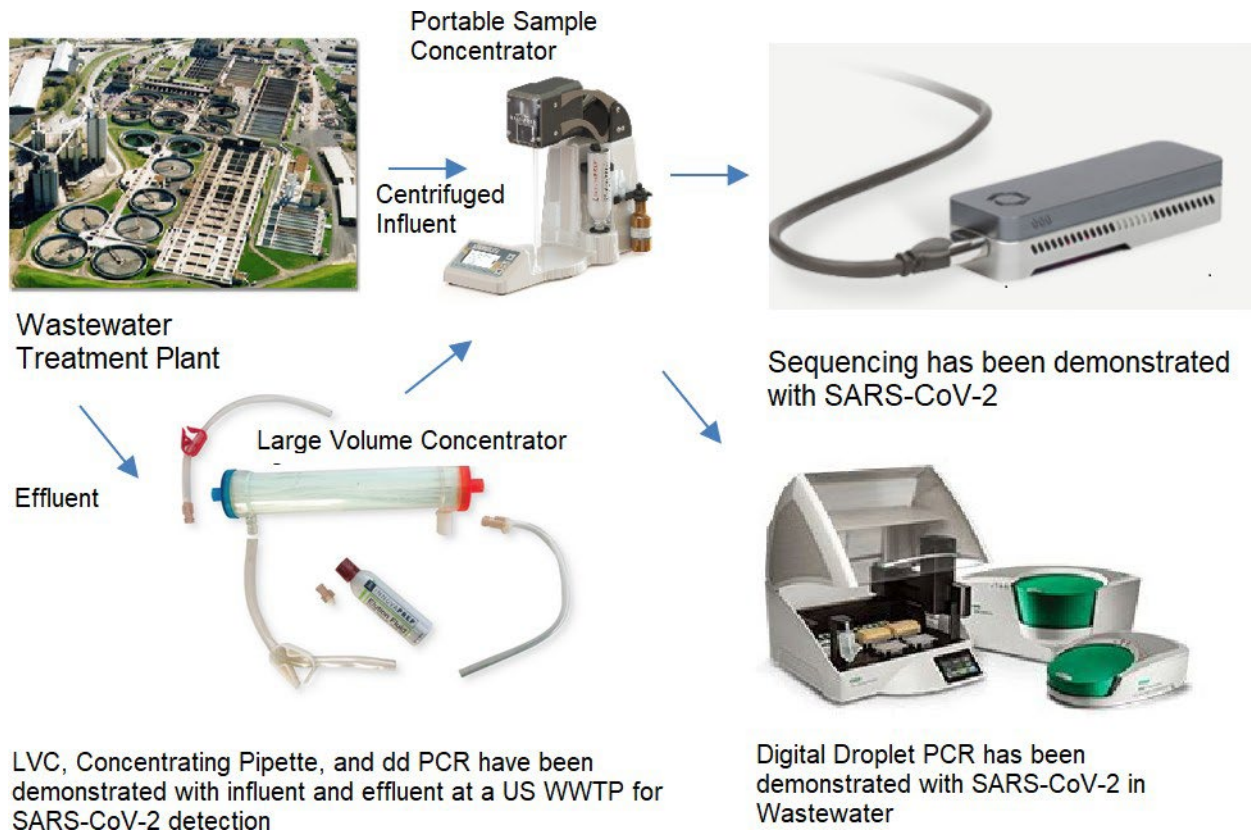 Portable Sample
Concentrator
Centrifuged
Influent
Wastewater
Treatment Plant
Sequencing has been demonstrated
with SARS-CoV-2
Large Volume Concentrator
Effluent
Elution Fluid
LVC, Concentrating Pipette, and dd PCR have been
demonstrated with influent and effluent at a US WWTP for
SARS-CoV-2 detection
Digital Droplet PCR has been
demonstrated with SARS-CoV-2 in
Wastewater